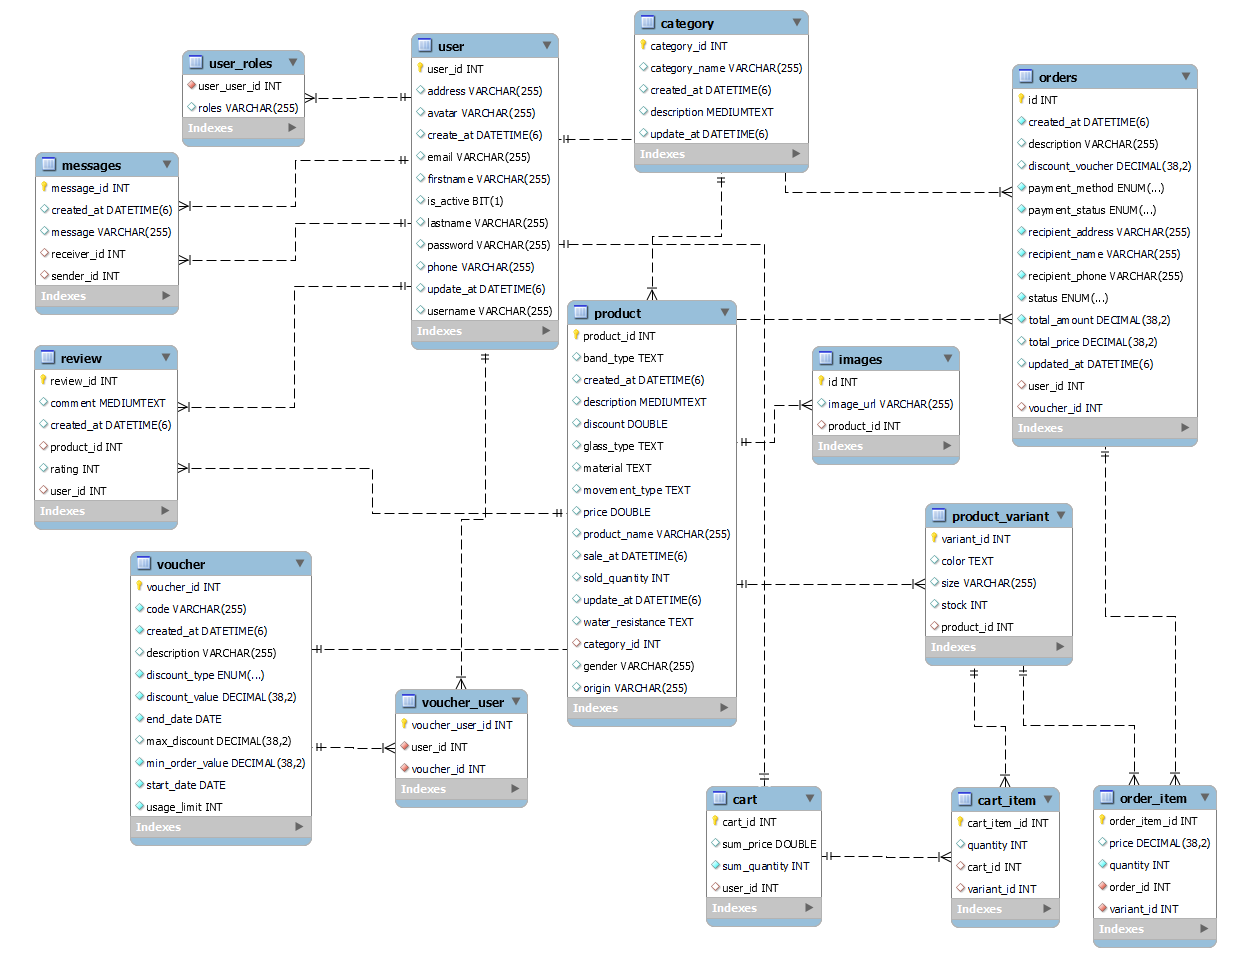 user_roles
user_user_id INT
roles VARCHAR(255)
Indexes
user
user_id INT
address VARCHAR(255)
avatar VARCHAR(255)
create_at DATETIME(6)
email VARCHAR(255)
firstname VARCHAR(255)
is_active BIT(1)
lastname VARCHAR(255)
password VARCHAR(255)
phone VARCHAR(255)
update_at DATETIME(6)
username VARCHAR(255)
Indexes
category
category_id INT
category_name VARCHAR(255)
created_at DATETIME(6)
description MEDIUMTEXT
update_at DATETIME(6)
Indexes
orders
id INT
created_at DATETIME(6)
description VARCHAR(255)
discount_voucher DECIMAL(38,2)
payment_method ENUM(...)
payment_status ENUM(...)
recipient_address VARCHAR(255)
recipient_name VARCHAR(255)
recipient_phone VARCHAR(255)
status ENUM(...)
total_amount DECIMAL(38,2)
total_price DECIMAL(38,2)
updated_at DATETIME(6)
user_id INT
voucher_id INT
Indexes
messages
message_id INT
created_at DATETIME(6)
message VARCHAR(255)
receiver_id INT
sender_id INT
Indexes
review
review_id INT
comment MEDIUMTEXT
created_at DATETIME(6)
product_id INT
rating INT
user_id INT
Indexes
product
product_id INT
band_type TEXT
created_at DATETIME(6)
description MEDIUMTEXT
discount DOUBLE
glass_type TEXT
material TEXT
movement_type TEXT
price DOUBLE
product_name VARCHAR(255)
sale_at DATETIME(6)
sold_quantity INT
update_at DATETIME(6)
water_resistance TEXT
category_id INT
gender VARCHAR(255)
origin VARCHAR(255)
Indexes
images
id INT
image_url VARCHAR(255)
product_id INT
Indexes
product_variant
variant_id INT
color TEXT
size VARCHAR(255)
stock INT
product_id INT
Indexes
voucher
voucher_id INT
code VARCHAR(255)
created_at DATETIME(6)
description VARCHAR(255)
discount_type ENUM(...)
discount_value DECIMAL(38,2)
end_date DATE
max_discount DECIMAL(38,2)
min_order_value DECIMAL(38,2)
start_date DATE
usage_limit INT
Indexes
voucher_user
voucher_user_id INT
user_id INT
voucher_id INT
Indexes
cart
cart_id INT
sum_price DOUBLE
sum_quantity INT
user_id INT
Indexes
cart_item
cart_item_id INT
quantity INT
cart_id INT
variant_id INT
Indexes
order_item
order_item_id INT
price DECIMAL(38,2)
quantity INT
order_id INT
variant_id INT
Indexes